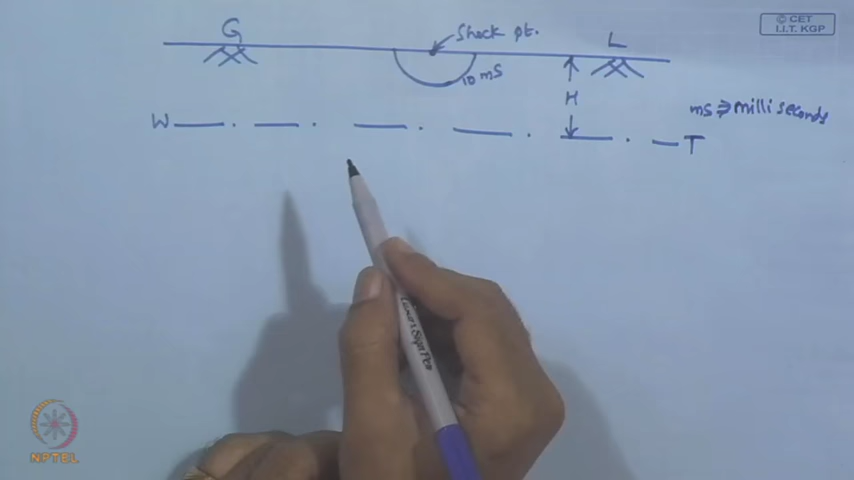 © CET
I.I.T. KGP
G
Shock pt.
L
10 mS
H
mS ⇒ milli seconds
W
T
NPTEL